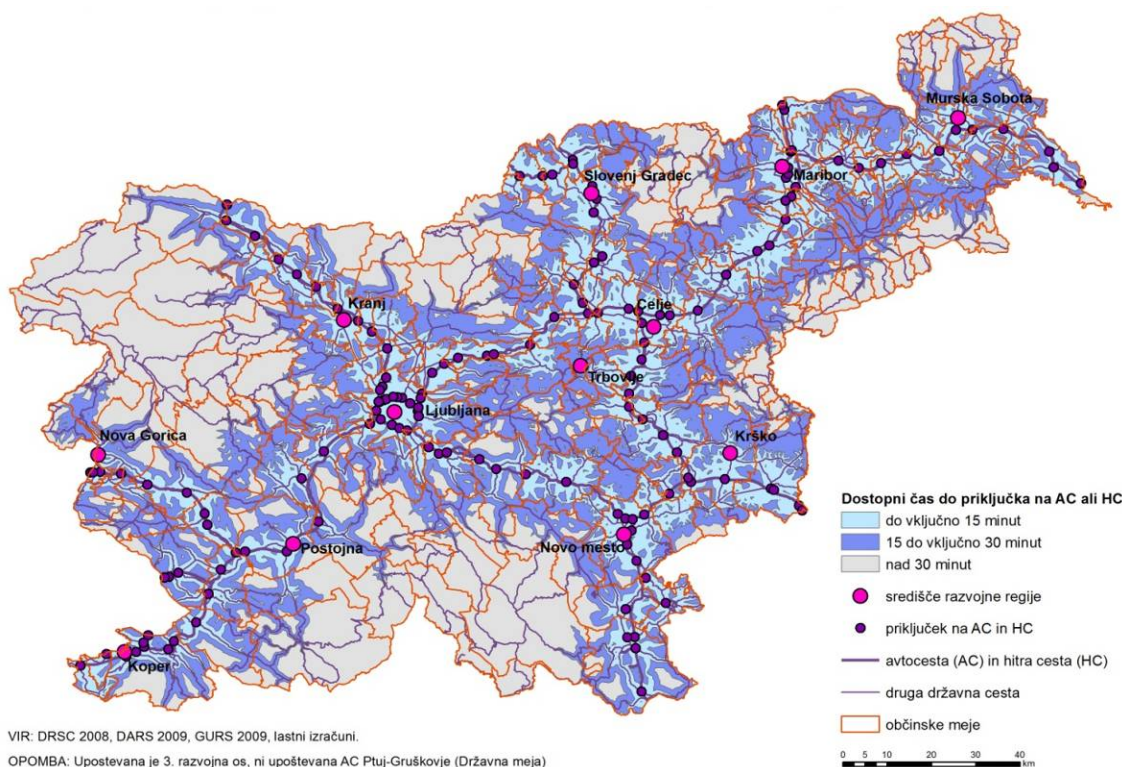 Murska Sobota
Slovenj Gradec
Maribor
Kranj
Celje
Trbovlje
Ljubljana
Nova Gorica
Krško
Postojna
Novo mesto
Koper
Dostopni čas do priključka na AC ali HC
do vključno 15 minut
15 do vključno 30 minut
nad 30 minut
središče razvojne regije
priključek na AC in HC
avtocesta (AC) in hitra cesta (HC)
druga državna cesta
občinske meje
0 5 10 20 30 40
km
VIR: DRSC 2008, DARS 2009, GURS 2009, lastni izračuni.
OPOMBA: Upostevana je 3. razvojna os, ni upoštevana AC Ptuj-Gruškovje (Državna meja)